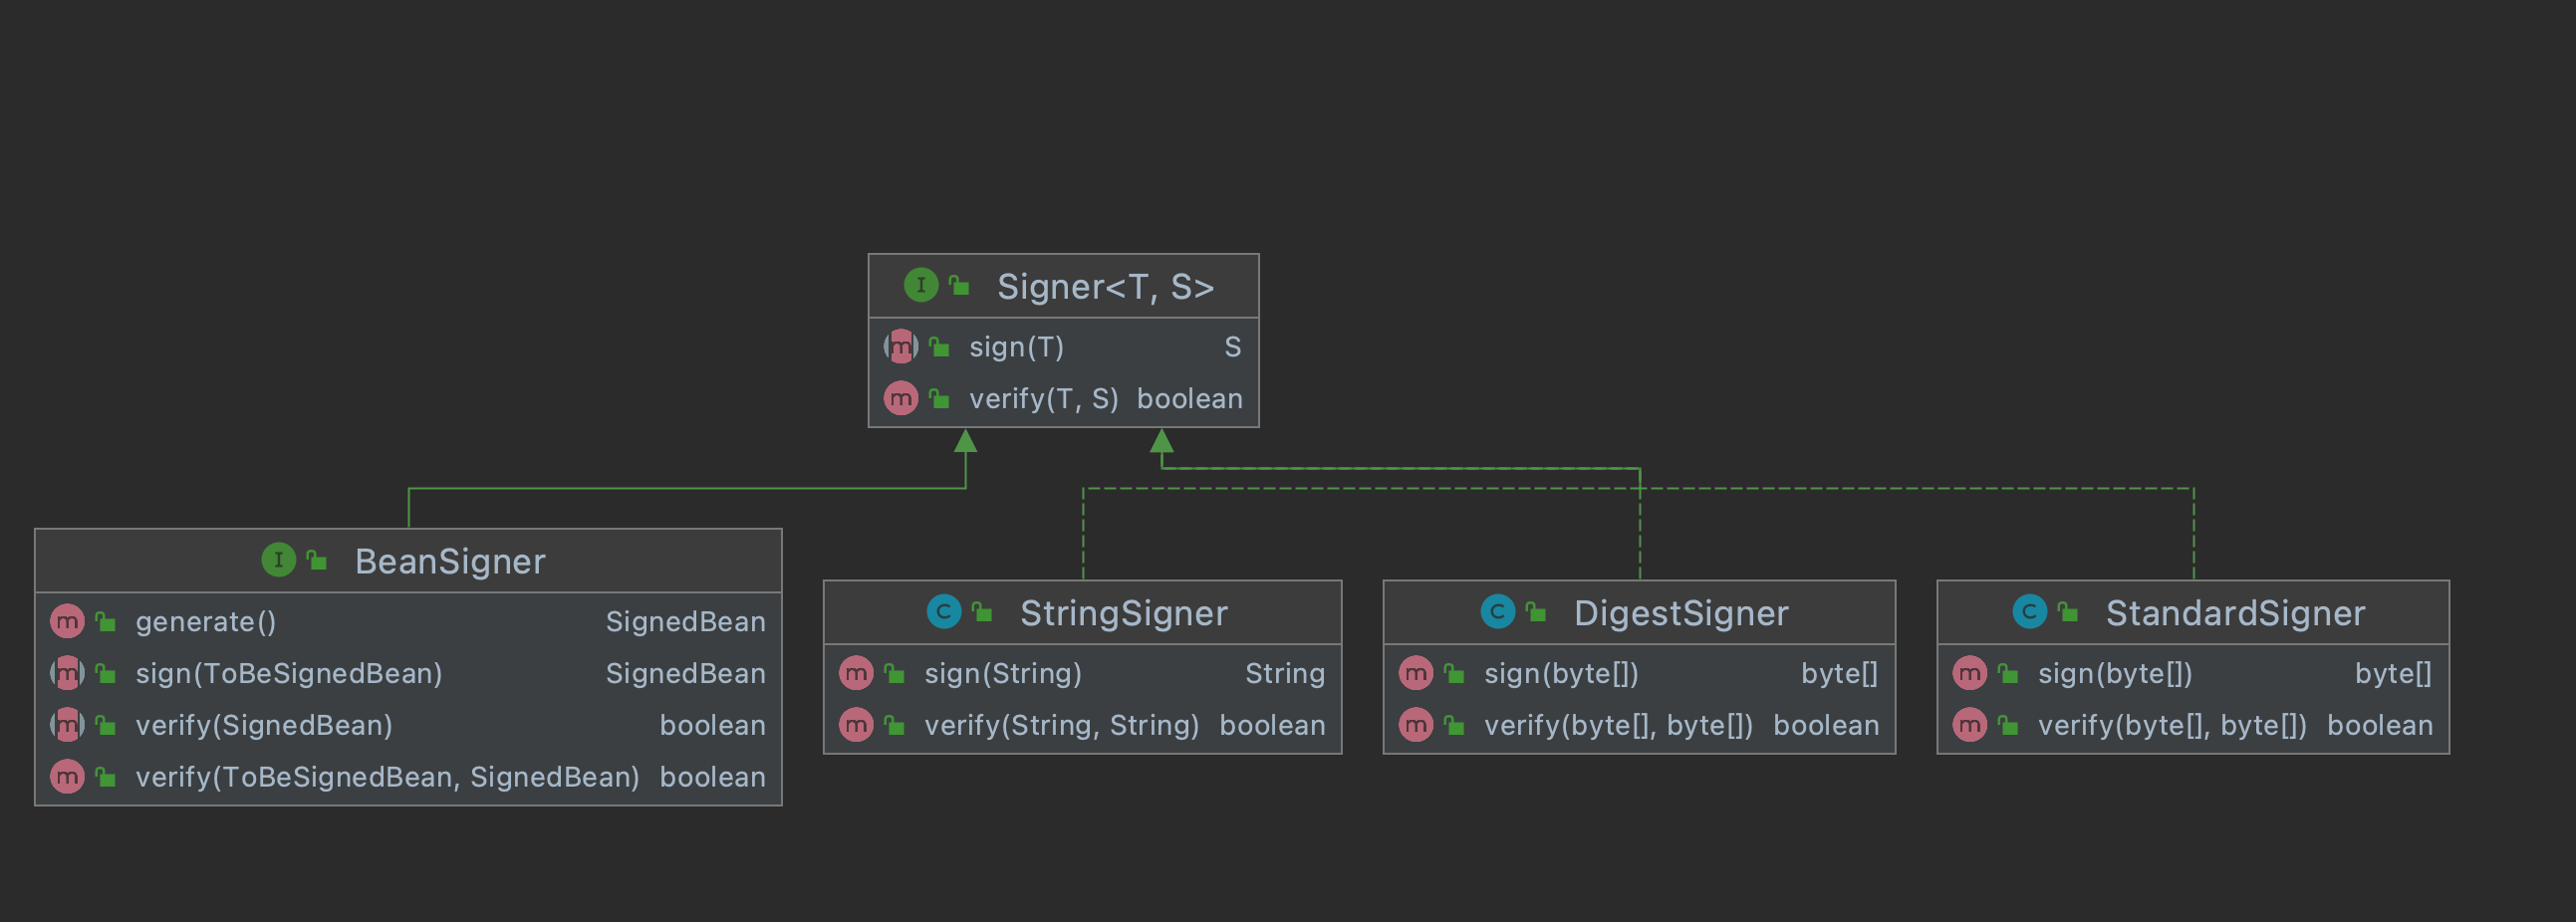 Signer<T, S>
sign(T) S
verify(T, S) boolean
BeanSigner
generate() SignedBean
sign(ToBeSignedBean) SignedBean
verify(SignedBean) boolean
verify(ToBeSignedBean, SignedBean) boolean
StringSigner
sign(String) String
verify(String, String) boolean
DigestSigner
sign(byte[]) byte[]
verify(byte[], byte[]) boolean
StandardSigner
sign(byte[]) byte[]
verify(byte[], byte[]) boolean